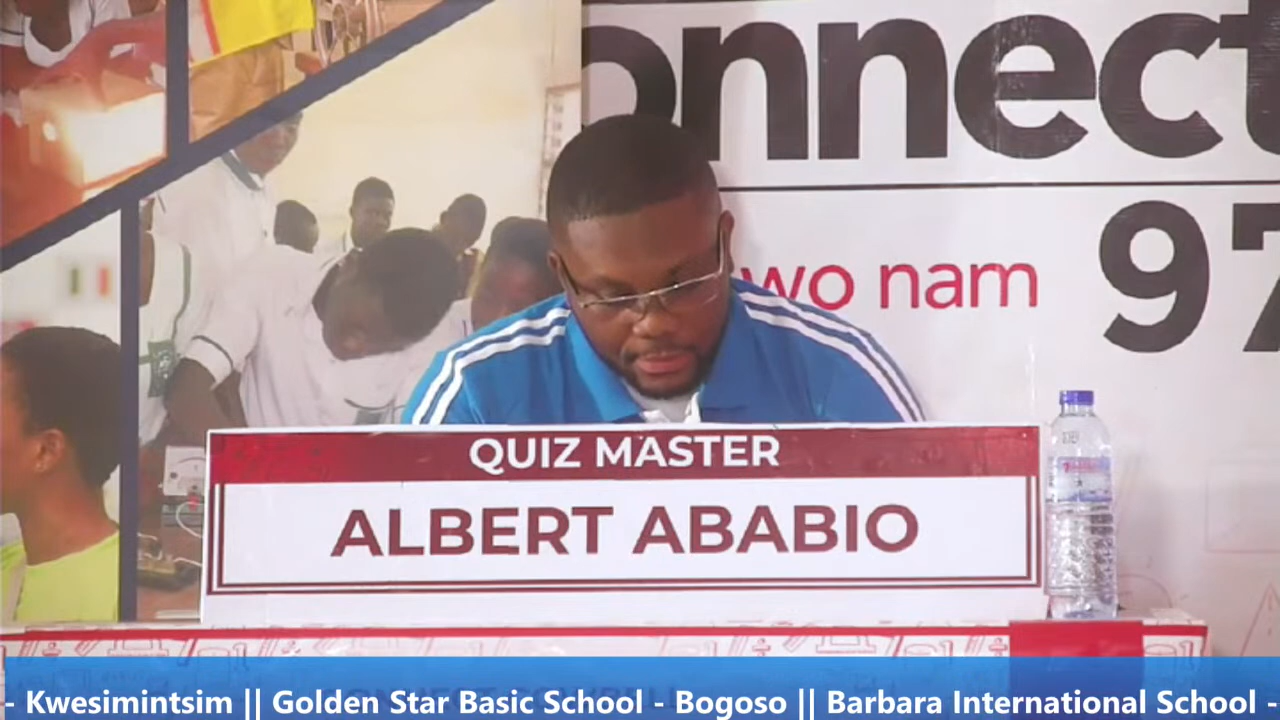 onnect
97
wo nam
QUIZ MASTER
ALBERT ABABIO
- Kwesimintsim || Golden Star Basic School - Bogoso || Barbara International School -